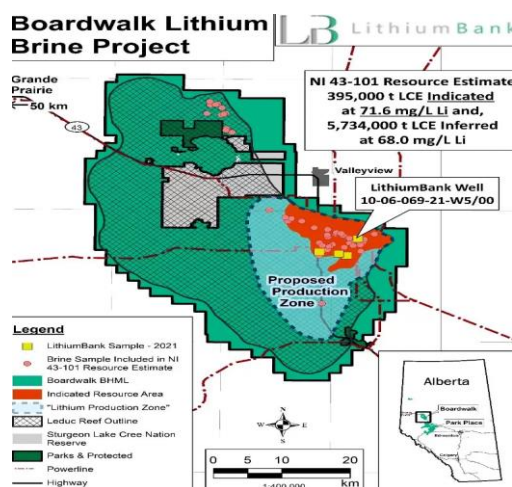 Boardwalk Lithium
Brine Project
LB LithiumBank
Grande
Prairie
50 km
43
NI 43-101 Resource Estimate
395,000 t LCE Indicated
at 71.6 mg/L Li and,
5,734,000 t LCE Inferred
at 68.0 mg/L Li
Valleyview
LithiumBank Well
10-06-069-21-W5/00
Proposed
Production
Zone
Legend
LithiumBank Sample - 2021
Brine Sample Included in NI
43-101 Resource Estimate
Boardwalk BHML
Indicated Resource Area
"Lithium Production Zone"
Leduc Reef Outline
Sturgeon Lake Cree Nation
Reserve
Parks & Protected
Powerline
Highway
N
W
E
S
0 5 10 20
km
Alberta
Boardwalk
Park Place
Edmonton
Calgary